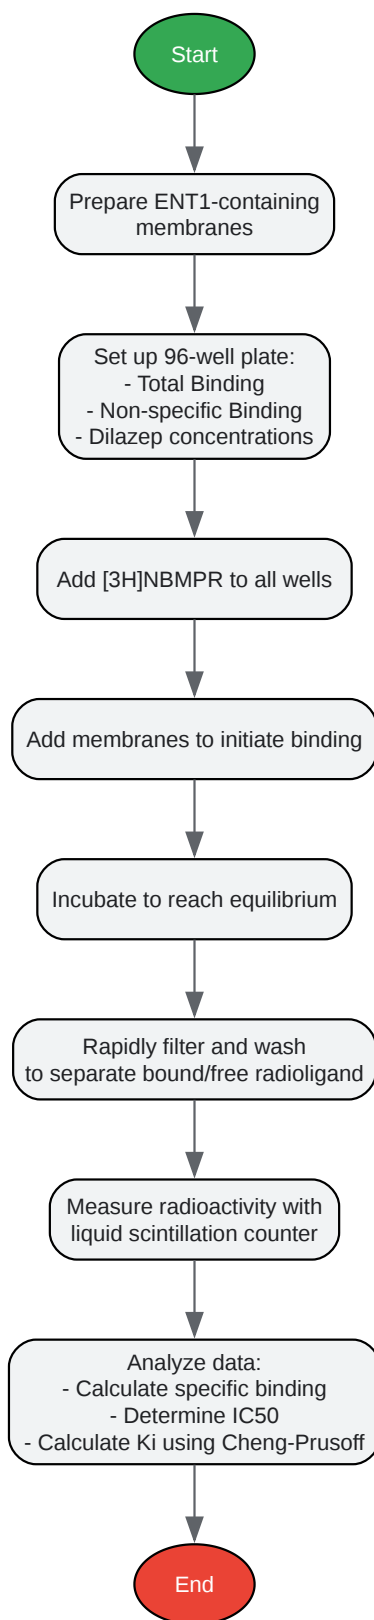 Start
Prepare ENT1-containing
membranes
Set up 96-well plate:
- Total Binding
- Non-specific Binding
- Dilazep concentrations
Add [3H]NBMPR to all wells
Add membranes to initiate binding
Incubate to reach equilibrium
Rapidly filter and wash
to separate bound/free radioligand
Measure radioactivity with
liquid scintillation counter
Analyze data:
- Calculate specific binding
- Determine IC50
- Calculate Ki using Cheng-Prusoff
End